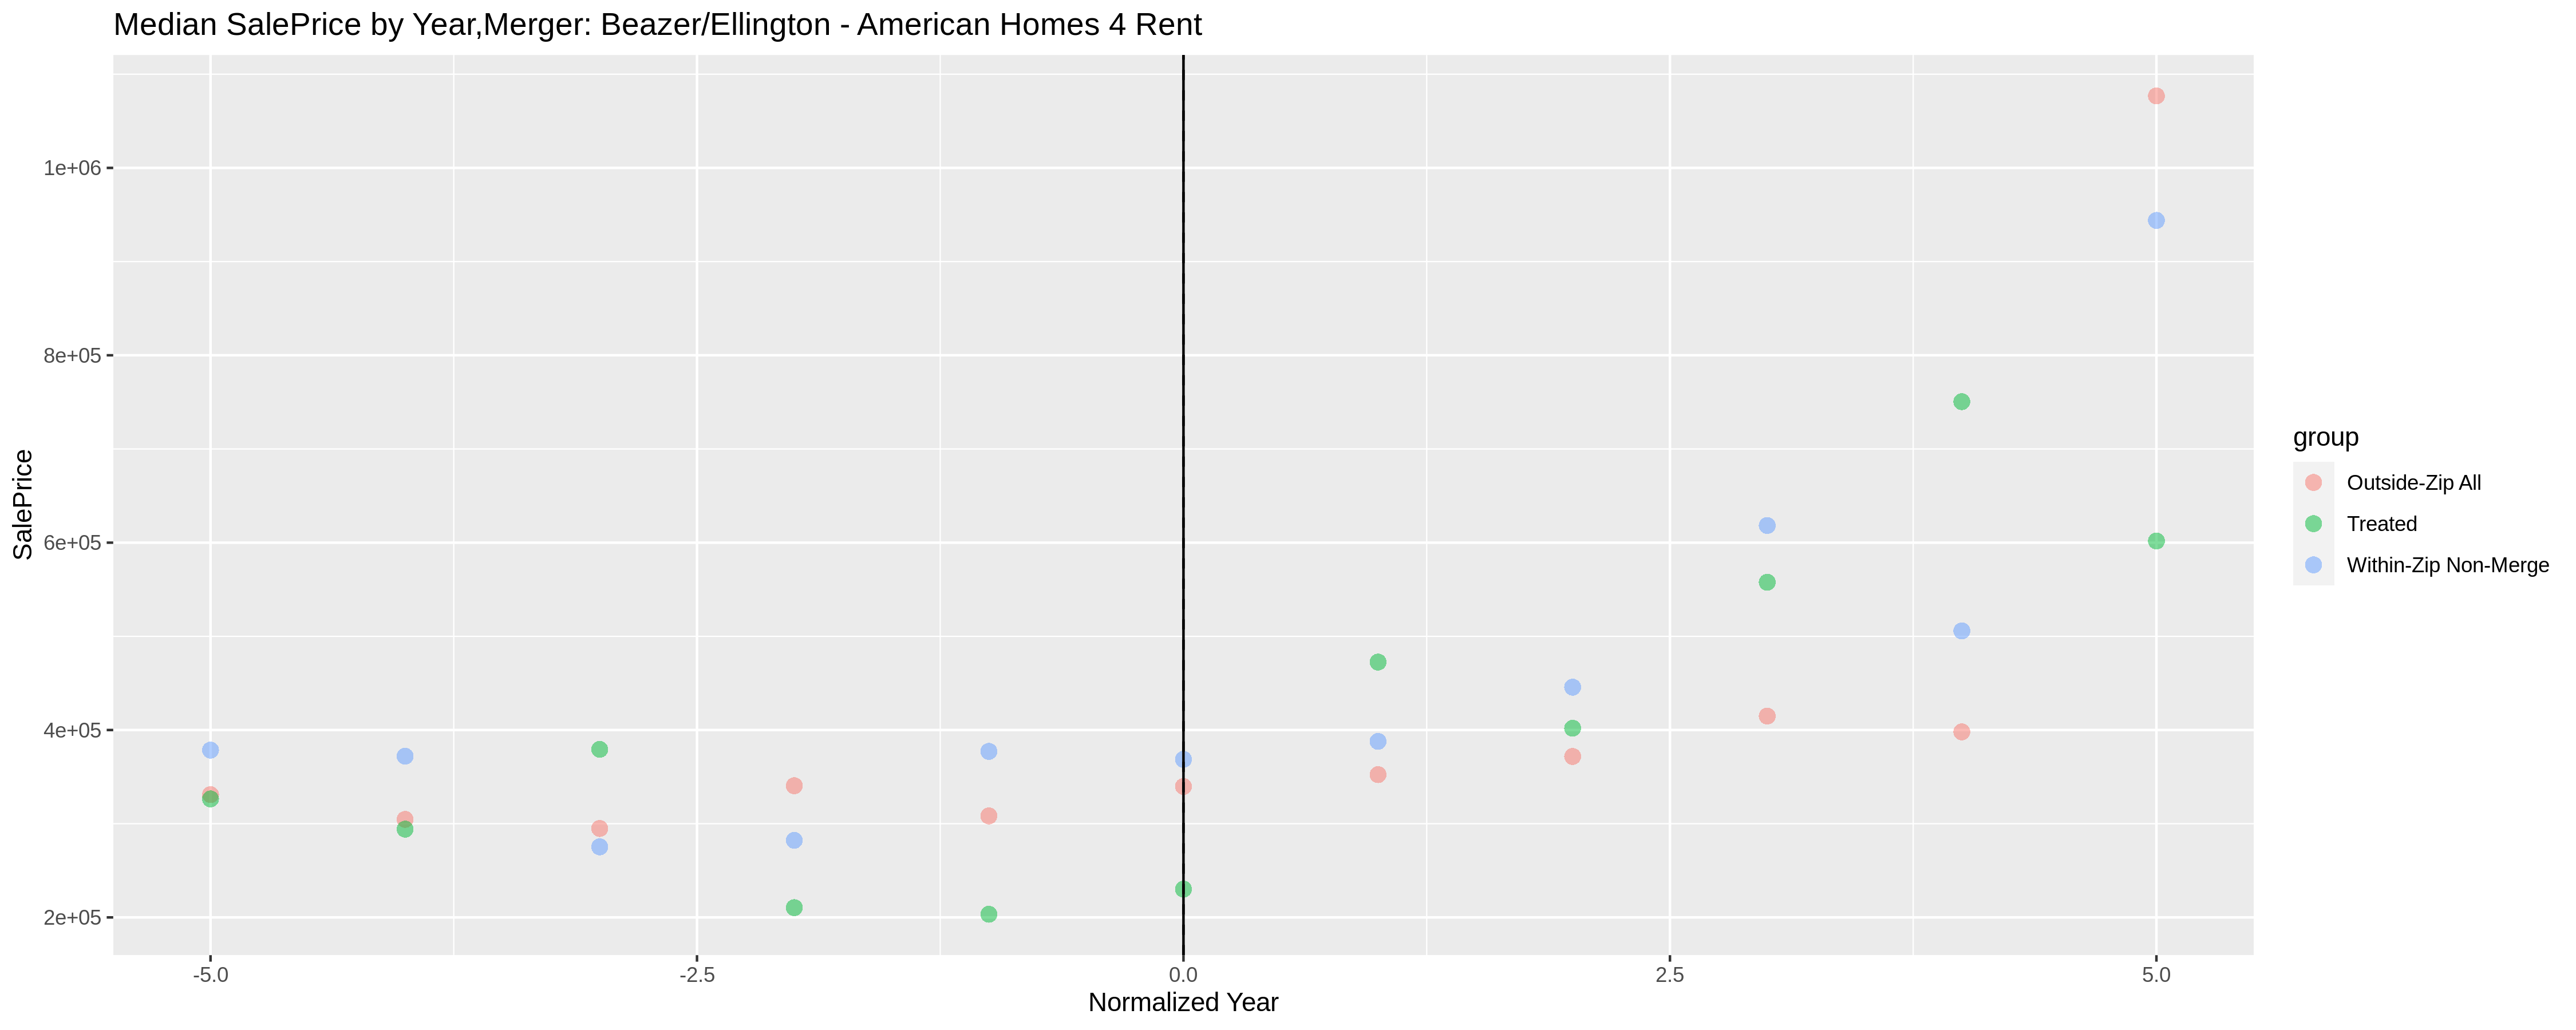 Median SalePrice by Year,Merger: Beazer/Ellington - American Homes 4 Rent
1e+06
8e+05
6e+05
4e+05
2e+05
SalePrice
-5.0
-2.5
0.0
2.5
5.0
Normalized Year
group
Outside-Zip All
Treated
Within-Zip Non-Merge